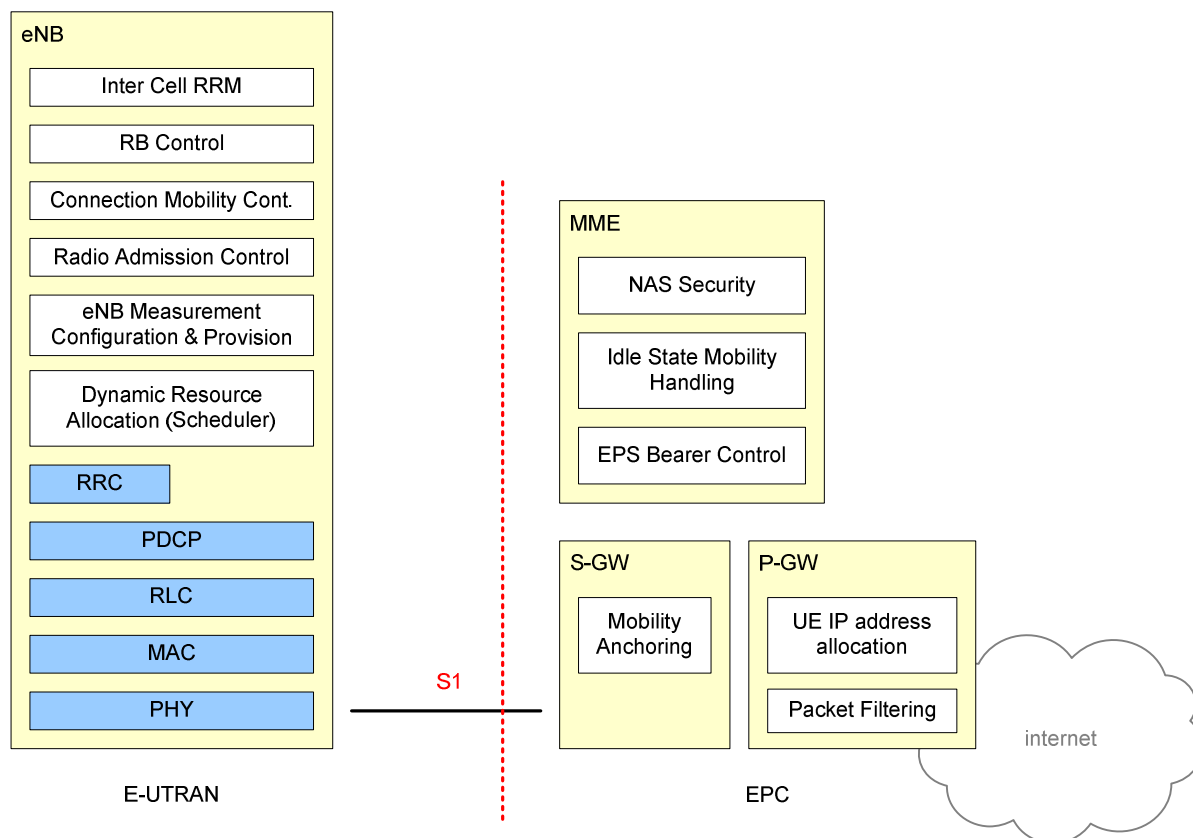 eNB
Inter Cell RRM
RB Control
Connection Mobility Cont.
Radio Admission Control
eNB Measurement
Configuration & Provision
Dynamic Resource
Allocation (Scheduler)
RRC
PDCP
RLC
MAC
PHY
S1
MME
NAS Security
Idle State Mobility
Handling
EPS Bearer Control
S-GW
Mobility
Anchoring
P-GW
UE IP address
allocation
Packet Filtering
internet
E-UTRAN
EPC